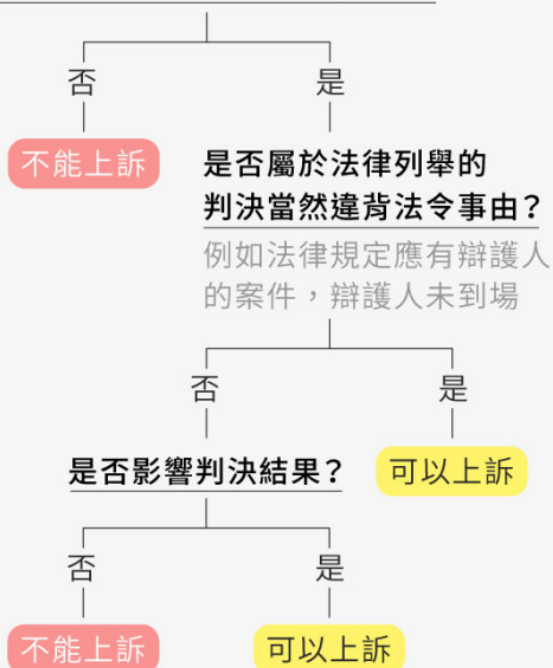 否
是
不能上訴
是否屬於法律列舉的
判決當然違背法令事由？
例如法律規定應有辯護人
的案件，辯護人未到場
否
是
是否影響判決結果？
可以上訴
否
是
不能上訴
可以上訴